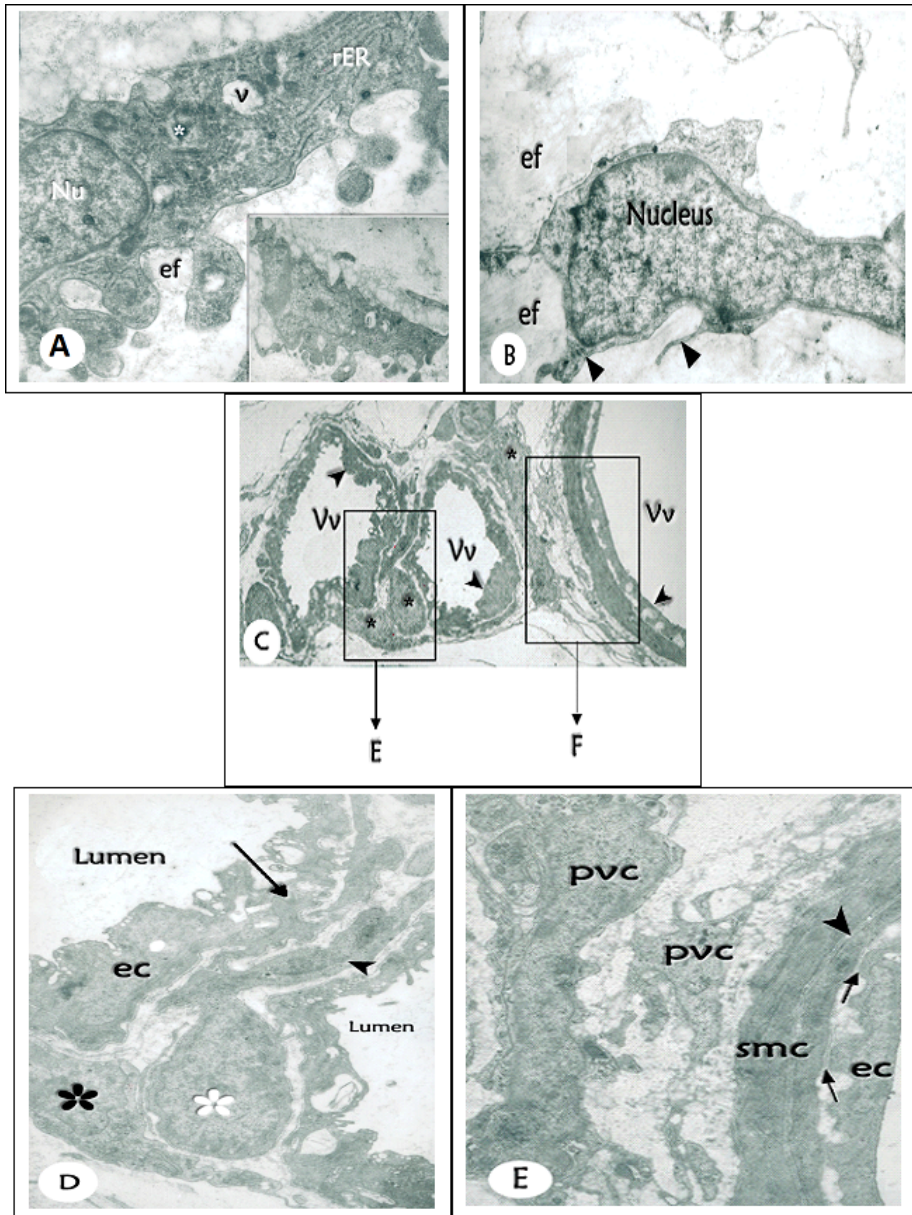 rER
v
*
Nu
ef
A
ef
Nucleus
ef
B
*
Vv
Vv
Vv
*
*
C
E
F
Lumen
ec
Lumen
D
pvc
pvc
smc
ec
E